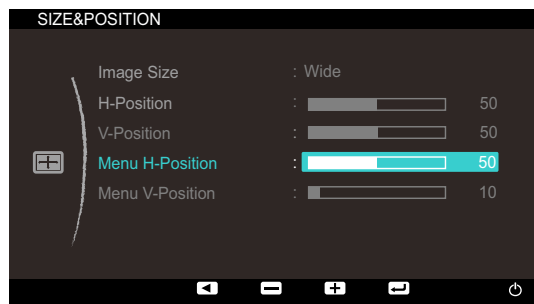 SIZE&POSITION
Image Size : Wide
H-Position : 50
V-Position : 50
Menu H-Position : 50
Menu V-Position : 10